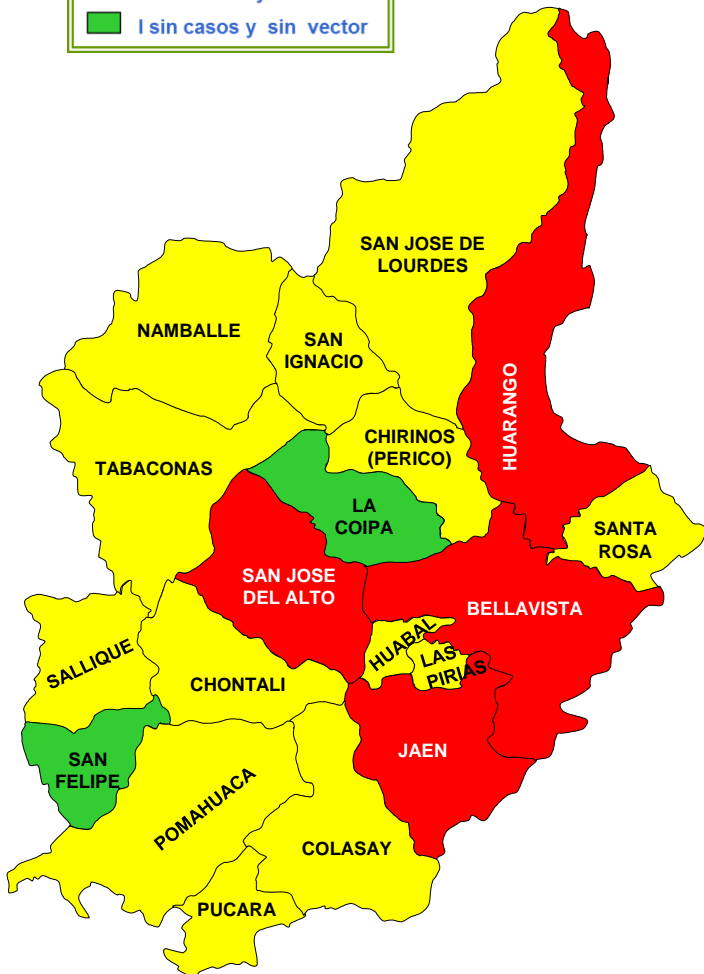 I sin casos y sin vector
SAN JOSE DE
LOURDES
NAMBALLE
SAN
IGNACIO
HUARANGO
CHIRINOS
(PERICO)
TABACONAS
LA
COIPA
SANTA
ROSA
SAN JOSE
DEL ALTO
BELLAVISTA
HUABAL
LAS
PIRIAS
SALLIQUE
CHONTALI
JAEN
SAN
FELIPE
POMAHUACA
COLASAY
PUCARA